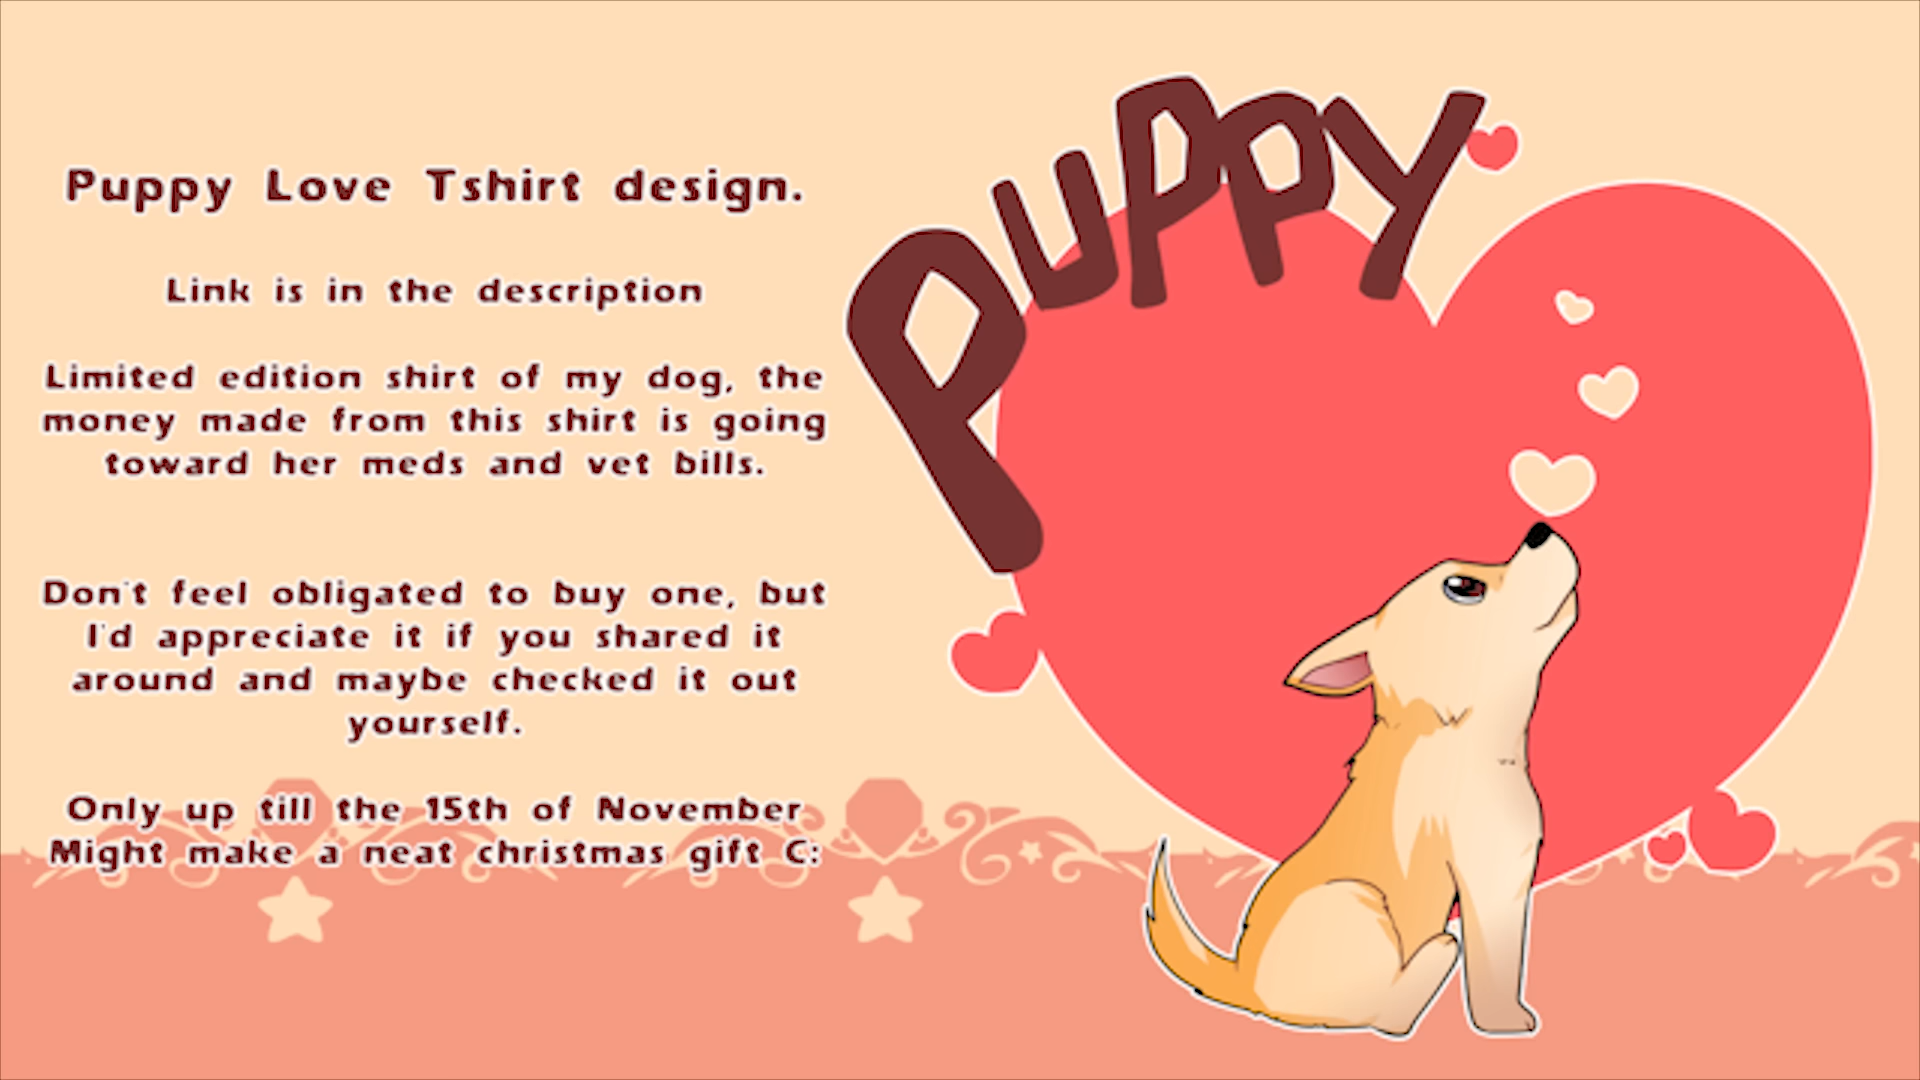 Puppy Love Tshirt design.
Link is in the description
Limited edition shirt of my dog, the
money made from this shirt is going
toward her meds and vet bills.
Don't feel obligated to buy one, but
I'd appreciate it if you shared it
around and maybe checked it out
yourself.
Only up till the 15th of November
Might make a neat christmas gift C:
Puppy